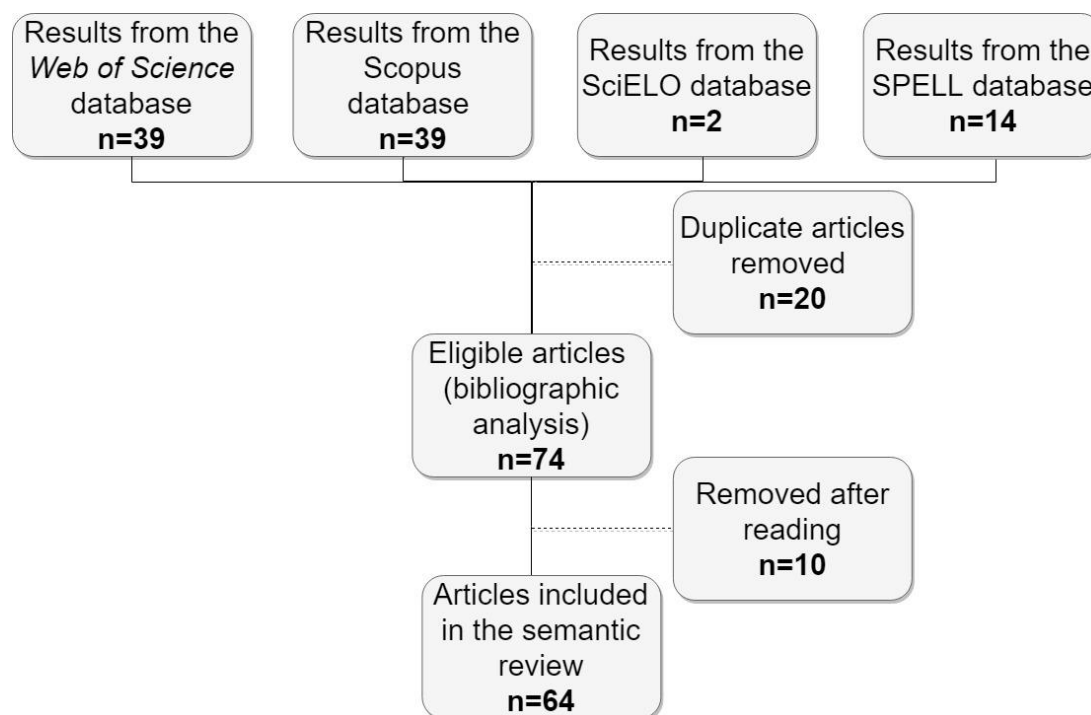 Results from the
Web of Science
database
n=39
Results from the
Scopus
database
n=39
Results from the
SciELO database
n=2
Results from the
SPELL database
n=14
Duplicate articles
removed
n=20
Eligible articles
(bibliographic
analysis)
n=74
Removed after
reading
n=10
Articles included
in the semantic
review
n=64